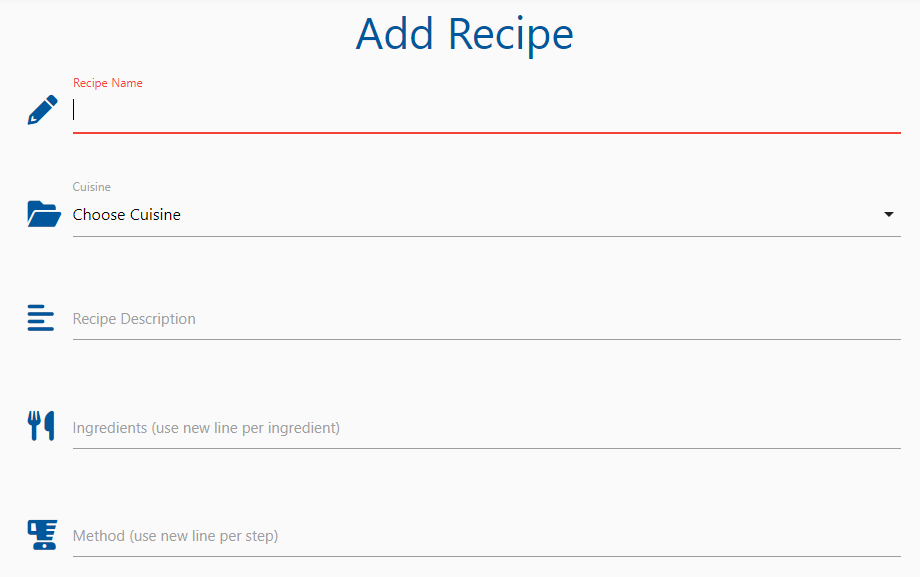 Add Recipe
Recipe Name
Cuisine
Choose Cuisine
Recipe Description
Ingredients (use new line per ingredient)
Method (use new line per step)